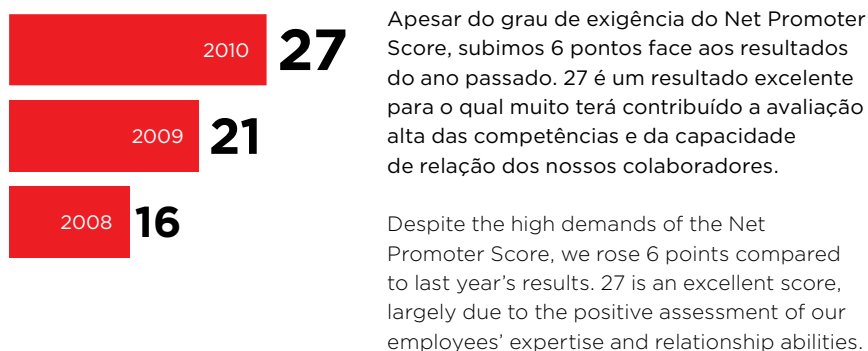 2010 27
2009 21
2008 16
Apesar do grau de exigência do Net Promoter
Score, subimos 6 pontos face aos resultados
do ano passado. 27 é um resultado excelente
para o qual muito terá contribuído a avaliação
alta das competências e da capacidade
de relação dos nossos colaboradores.
Despite the high demands of the Net
Promoter Score, we rose 6 points compared
to last year's results. 27 is an excellent score,
largely due to the positive assessment of our
employees' expertise and relationship abilities.